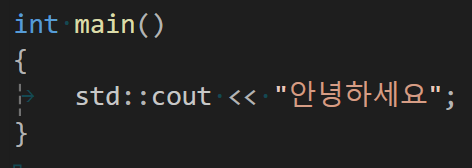 int main()
{
    std::cout << "안녕하세요";
}